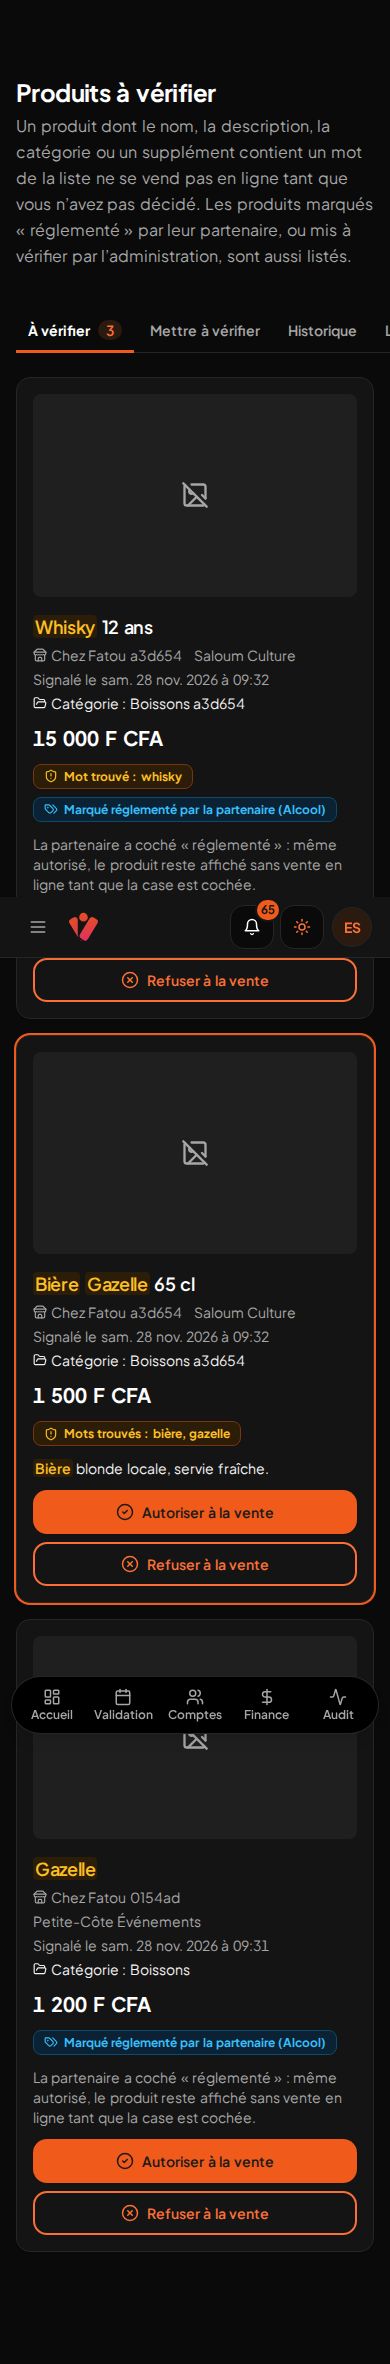 Produits à vérifier
Un produit dont le nom, la description, la
catégorie ou un supplément contient un mot
de la liste ne se vend pas en ligne tant que
vous n’avez pas décidé. Les produits marqués
« réglementé » par leur partenaire, ou mis à
vérifier par l’administration, sont aussi listés.
À vérifier 3 Mettre à vérifier Historique
Whisky 12 ans
Chez Fatou a3d654 Saloum Culture
Signalé le sam. 28 nov. 2026 à 09:32
Catégorie : Boissons a3d654
15 000 F CFA
Mot trouvé : whisky
Marqué réglementé par la partenaire (Alcool)
La partenaire a coché « réglementé » : même
autorisé, le produit reste affiché sans vente en
ligne tant que la case est cochée.
65 ES
Refuser à la vente
Bière Gazelle 65 cl
Chez Fatou a3d654 Saloum Culture
Signalé le sam. 28 nov. 2026 à 09:32
Catégorie : Boissons a3d654
1 500 F CFA
Mots trouvés : bière, gazelle
Bière blonde locale, servie fraîche.
Autoriser à la vente
Refuser à la vente
Accueil Validation Comptes Finance Audit
Gazelle
Chez Fatou 0154ad
Petite-Côte Événements
Signalé le sam. 28 nov. 2026 à 09:31
Catégorie : Boissons
1 200 F CFA
Marqué réglementé par la partenaire (Alcool)
La partenaire a coché « réglementé » : même
autorisé, le produit reste affiché sans vente en
ligne tant que la case est cochée.
Autoriser à la vente
Refuser à la vente